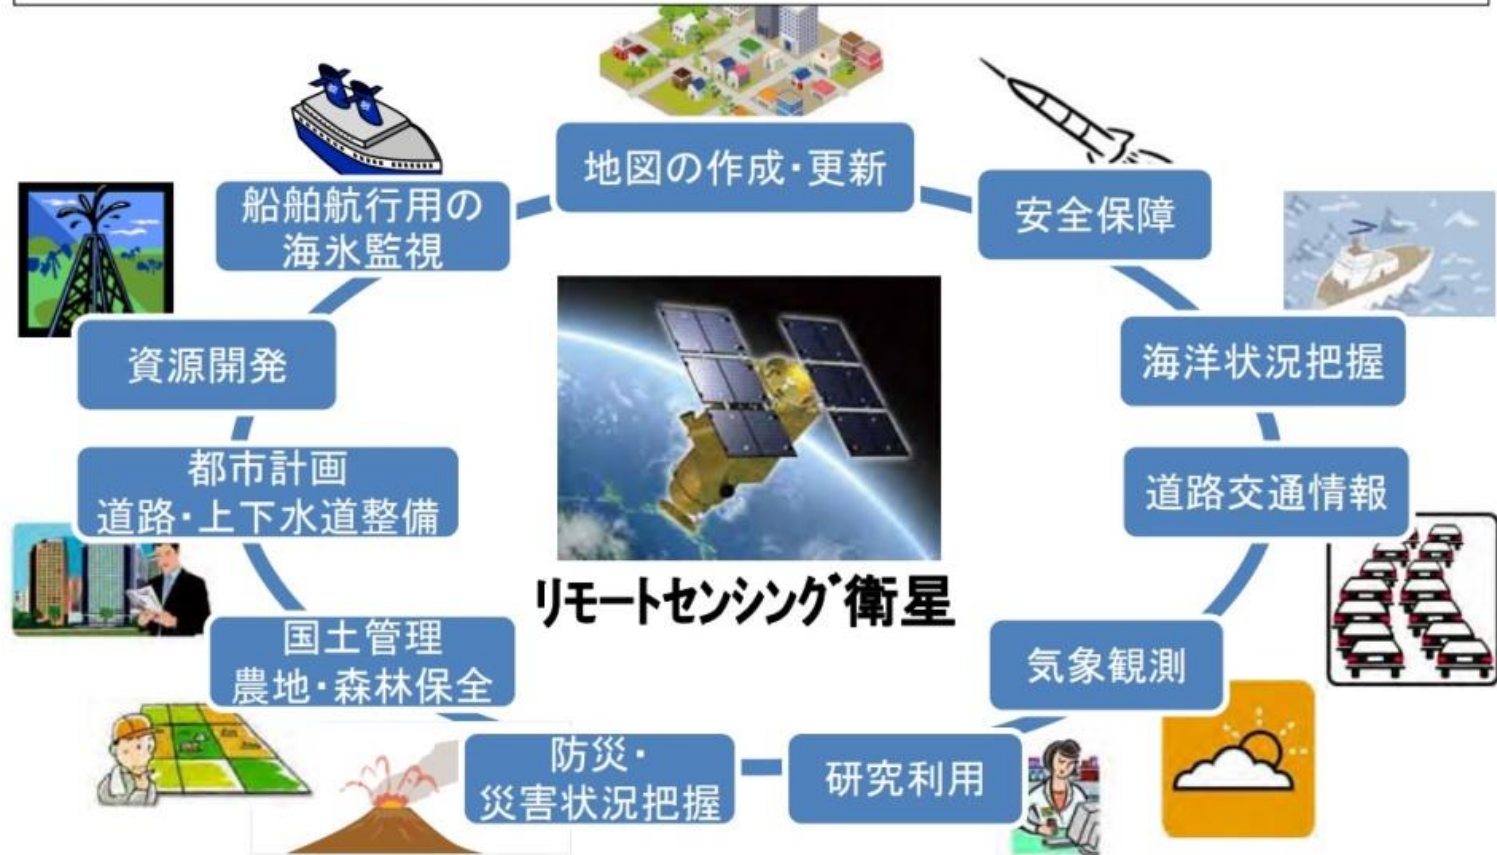 地図の作成・更新
安全保障
海洋状況把握
道路交通情報
気象観測
研究利用
防災・
災害状況把握
国土管理
農地・森林保全
都市計画
道路・上下水道整備
資源開発
船舶航行用の
海氷監視
リモートセンシング衛星